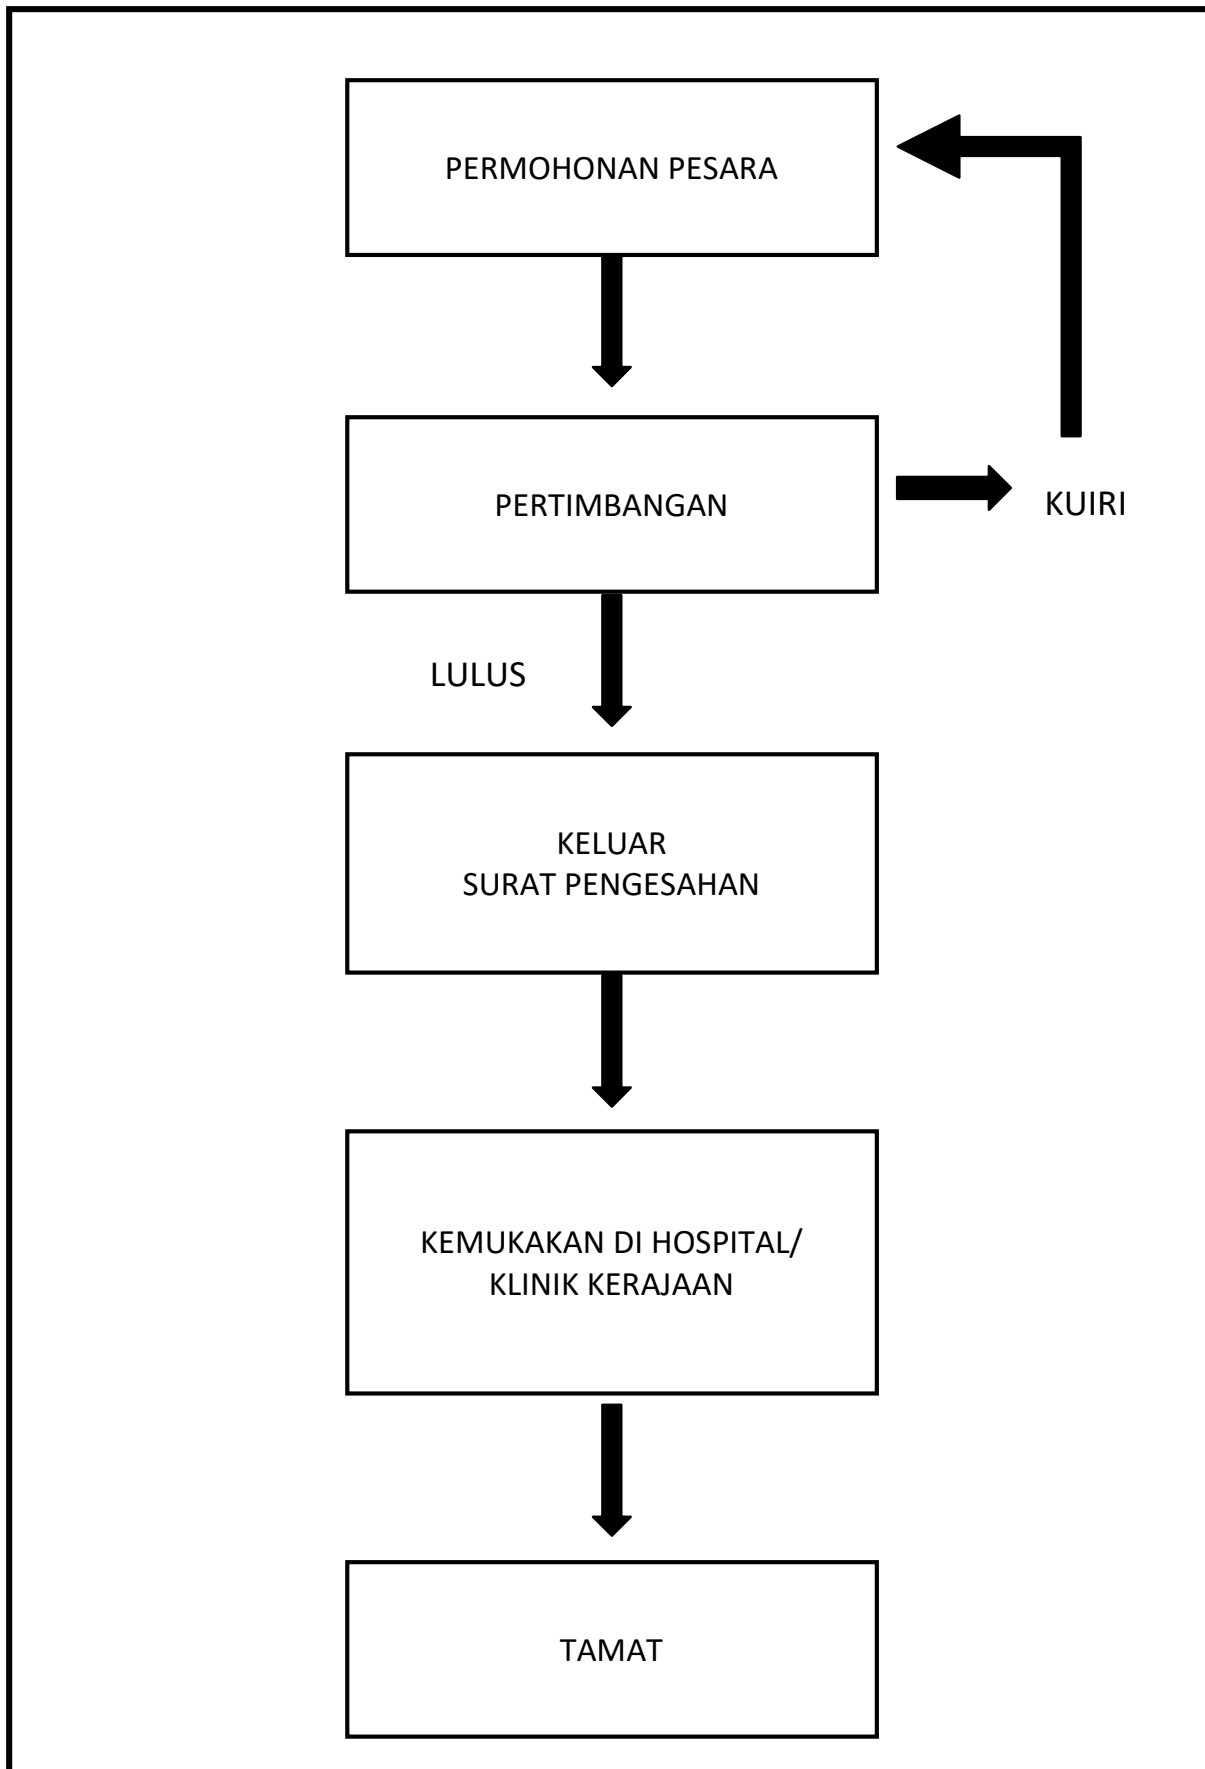 PERMOHONAN PESARA
PERTIMBANGAN
KUIRI
LULUS
KELUAR
SURAT PENGESAHAN
KEMUKAKAN DI HOSPITAL/
KLINIK KERAJAAN
TAMAT